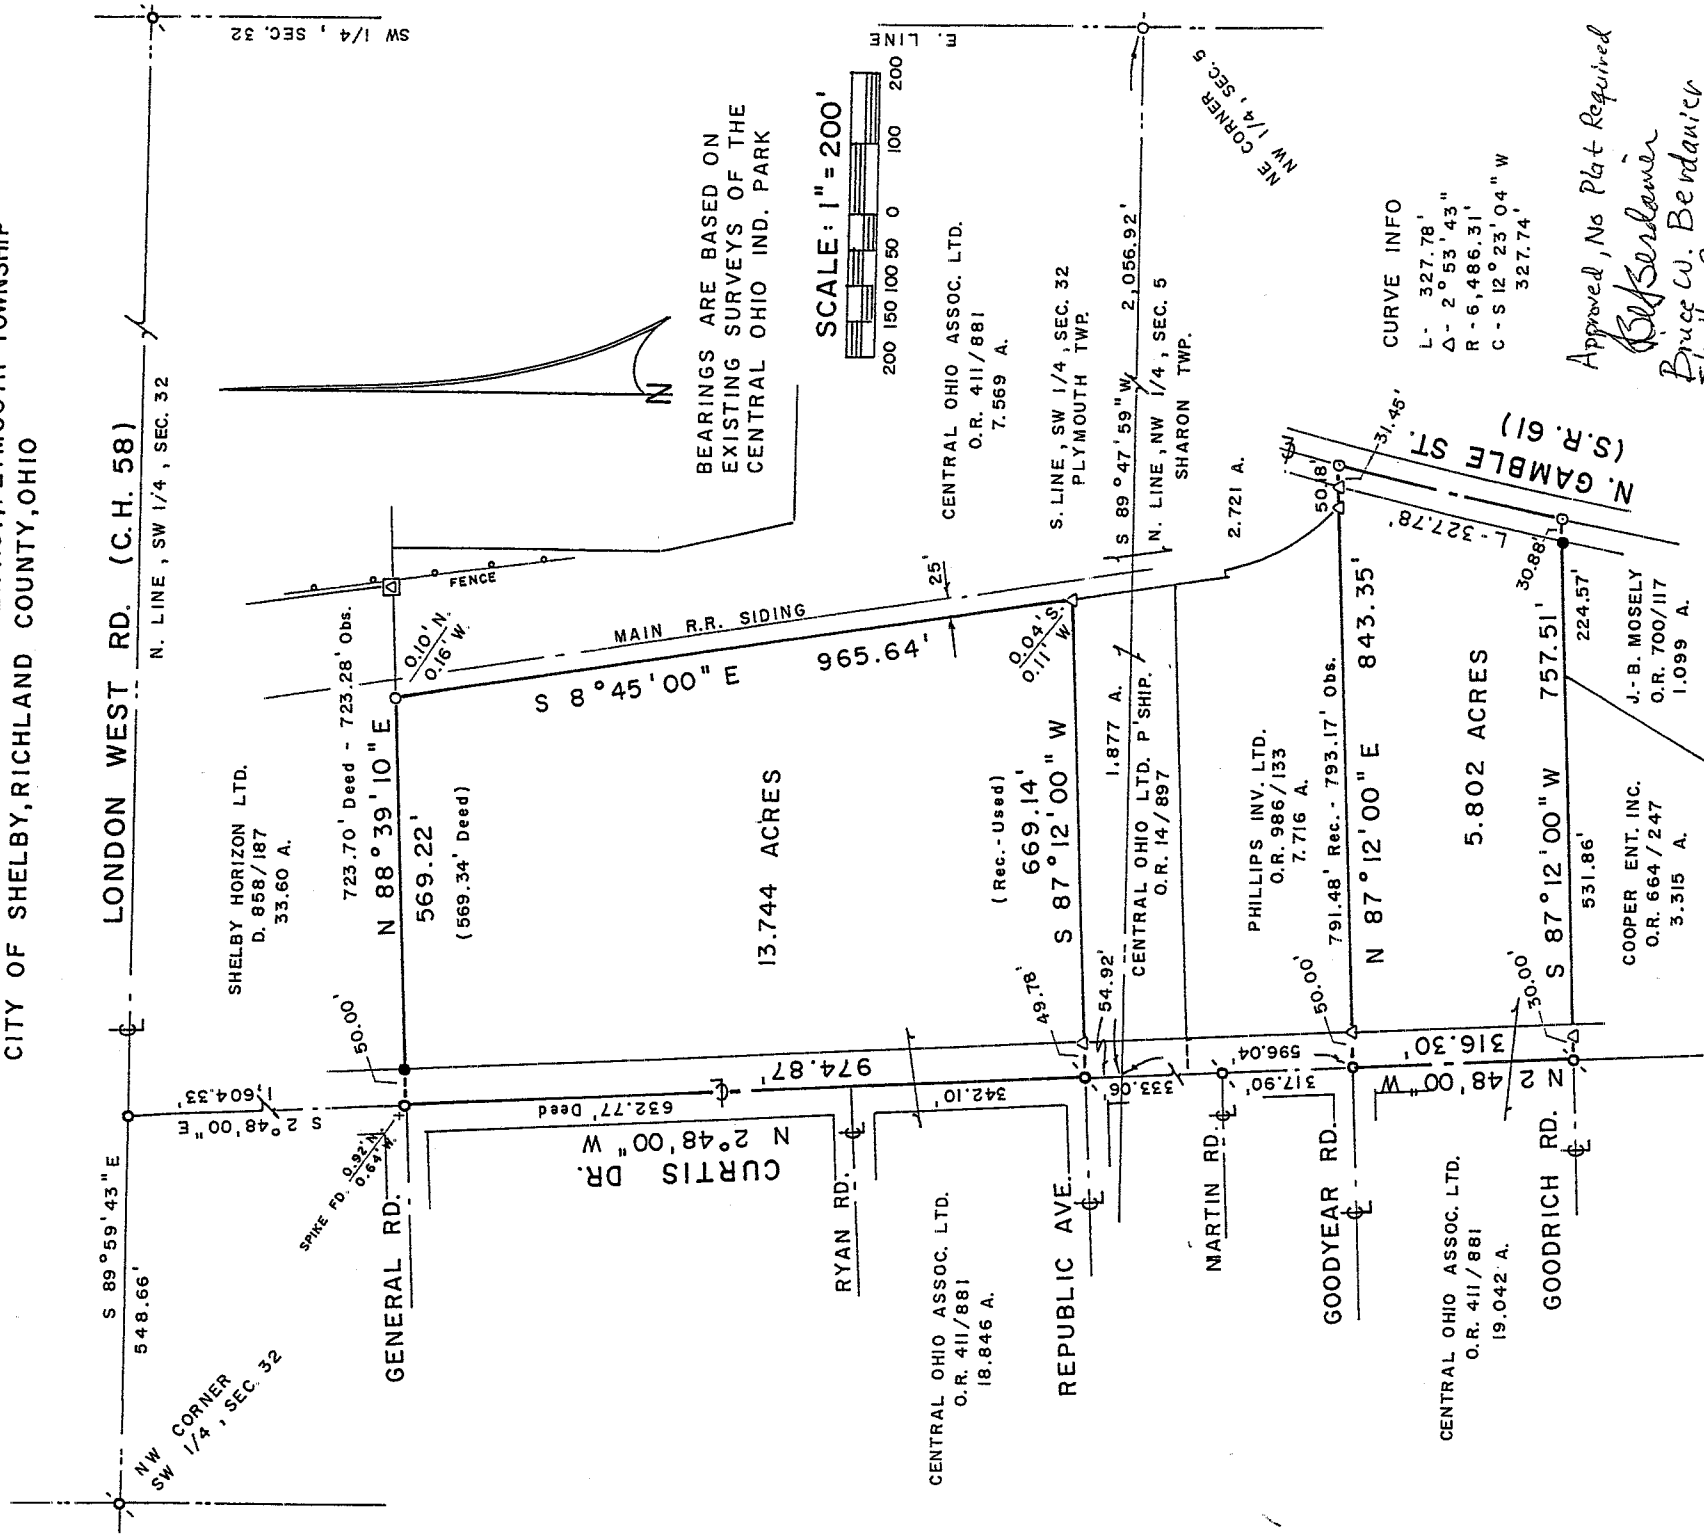 CITY OF SHELBY, RICHLAND COUNTY, OHIO
SW 1/4, SEC. 32
LONDON WEST RD. (C.H. 58)
N. LINE, SW 1/4, SEC. 32
S 89°59'43" E
548.66'
NW CORNER
SW 1/4, SEC. 32
1,604.33'
S 2°48'00" E
SPIKE FD. 0.92' N.
0.64' W.
50.00'
SHELBY HORIZON LTD.
D. 858/187
33.60 A.
723.70' Deed - 723.28' Obs.
N 88°39'10" E
569.22'
(569.34' Deed)
0.10' N.
0.16' W.
FENCE
MAIN R.R. SIDING
S 8°45'00" E
965.64'
25'
13.744 ACRES
BEARINGS ARE BASED ON
EXISTING SURVEYS OF THE
CENTRAL OHIO IND. PARK
N
SCALE: 1" = 200'
200 150 100 50 0 100 200
E. LINE
NE CORNER
NW 1/4, SEC. 5
CENTRAL OHIO ASSOC. LTD.
O.R. 411/881
7.569 A.
S. LINE, SW 1/4, SEC. 32
PLYMOUTH TWP.
S 89°47'59" W
2,056.92'
N. LINE, NW 1/4, SEC. 5
SHARON TWP.
2.721 A.
GENERAL RD.
974.87'
632.77' Deed
N 2°48'00" W
CURTIS DR.
342.10'
RYAN RD.
CENTRAL OHIO ASSOC. LTD.
O.R. 411/881
18.846 A.
REPUBLIC AVE.
(Rec.-Used)
669.14'
S 87°12'00" W
0.04' S.
0.11' W
49.78'
54.92'
1.877 A.
CENTRAL OHIO LTD. P'SHIP.
O.R. 14/897
333.06
MARTIN RD.
596.04'
317.90'
PHILLIPS INV. LTD.
O.R. 986/133
7.716 A.
791.48' Rec. - 793.17' Obs.
N 87°12'00" E 843.35'
50.00'
50.18'
31.45'
GOODYEAR RD.
316.30'
N 2°48'00" W
5.802 ACRES
S 87°12'00" W 757.51'
30.00'
531.86'
224.57'
30.88'
L - 327.78'
N. GAMBLE ST.
(S.R. 61)
GOODRICH RD.
CENTRAL OHIO ASSOC. LTD.
O.R. 411/881
19.042 A.
COOPER ENT. INC.
O.R. 664/247
3.315 A.
J.-B. MOSELY
O.R. 700/117
1.099 A.
CURVE INFO
L - 327.78'
Δ - 2°53'43"
R - 6,486.31'
C - S 12°23'04" W
327.74'
Approved, No Plat Required
Bruce W. Berdanier